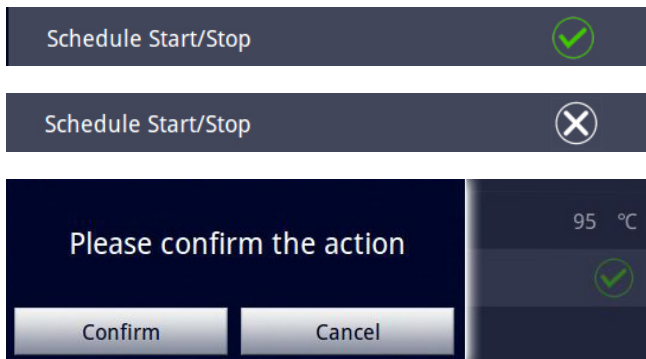 Schedule Start/Stop
Schedule Start/Stop
95 °C
Please confirm the action
Confirm Cancel